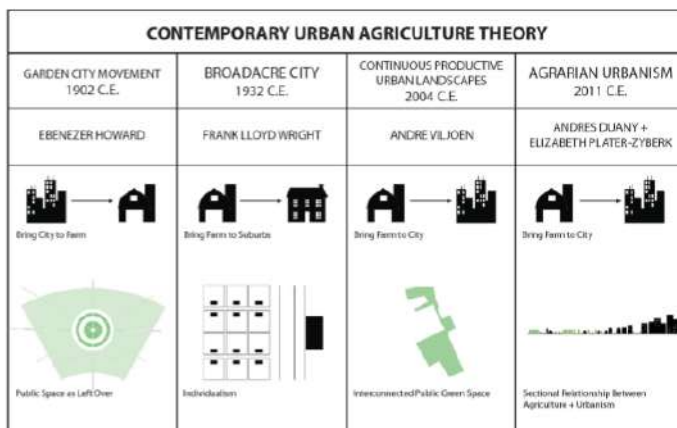 CONTEMPORARY URBAN AGRICULTURE THEORY
GARDEN CITY MOVEMENT
1902 C.E.
BROADACRE CITY
1932 C.E.
CONTINUOUS PRODUCTIVE
URBAN LANDSCAPES
2004 C.E.
AGRARIAN URBANISM
2011 C.E.
EBENEZER HOWARD
FRANK LLOYD WRIGHT
ANDRE VILJOEN
ANDRES DUANY +
ELIZABETH PLATER-ZYBERK
Bring City to Farm
Bring Farm to Suburbs
Bring Farm to City
Bring Farm to City
Public Space as Left Over
Individualism
Interconnected Public Green Space
Sectional Relationship Between
Agriculture + Urbanism